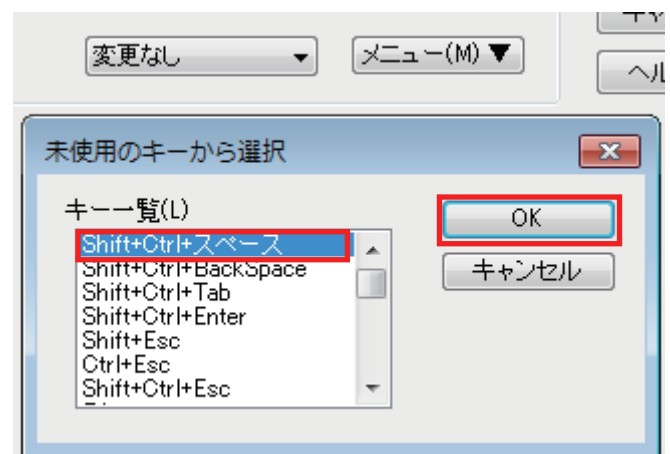 変更なし
メニュー(M)▼
未使用のキーから選択
キー一覧(L)
Shift+Ctrl+スペース
Shift+Ctrl+BackSpace
Shift+Ctrl+Tab
Shift+Ctrl+Enter
Shift+Esc
Ctrl+Esc
Shift+Ctrl+Esc
OK
キャンセル